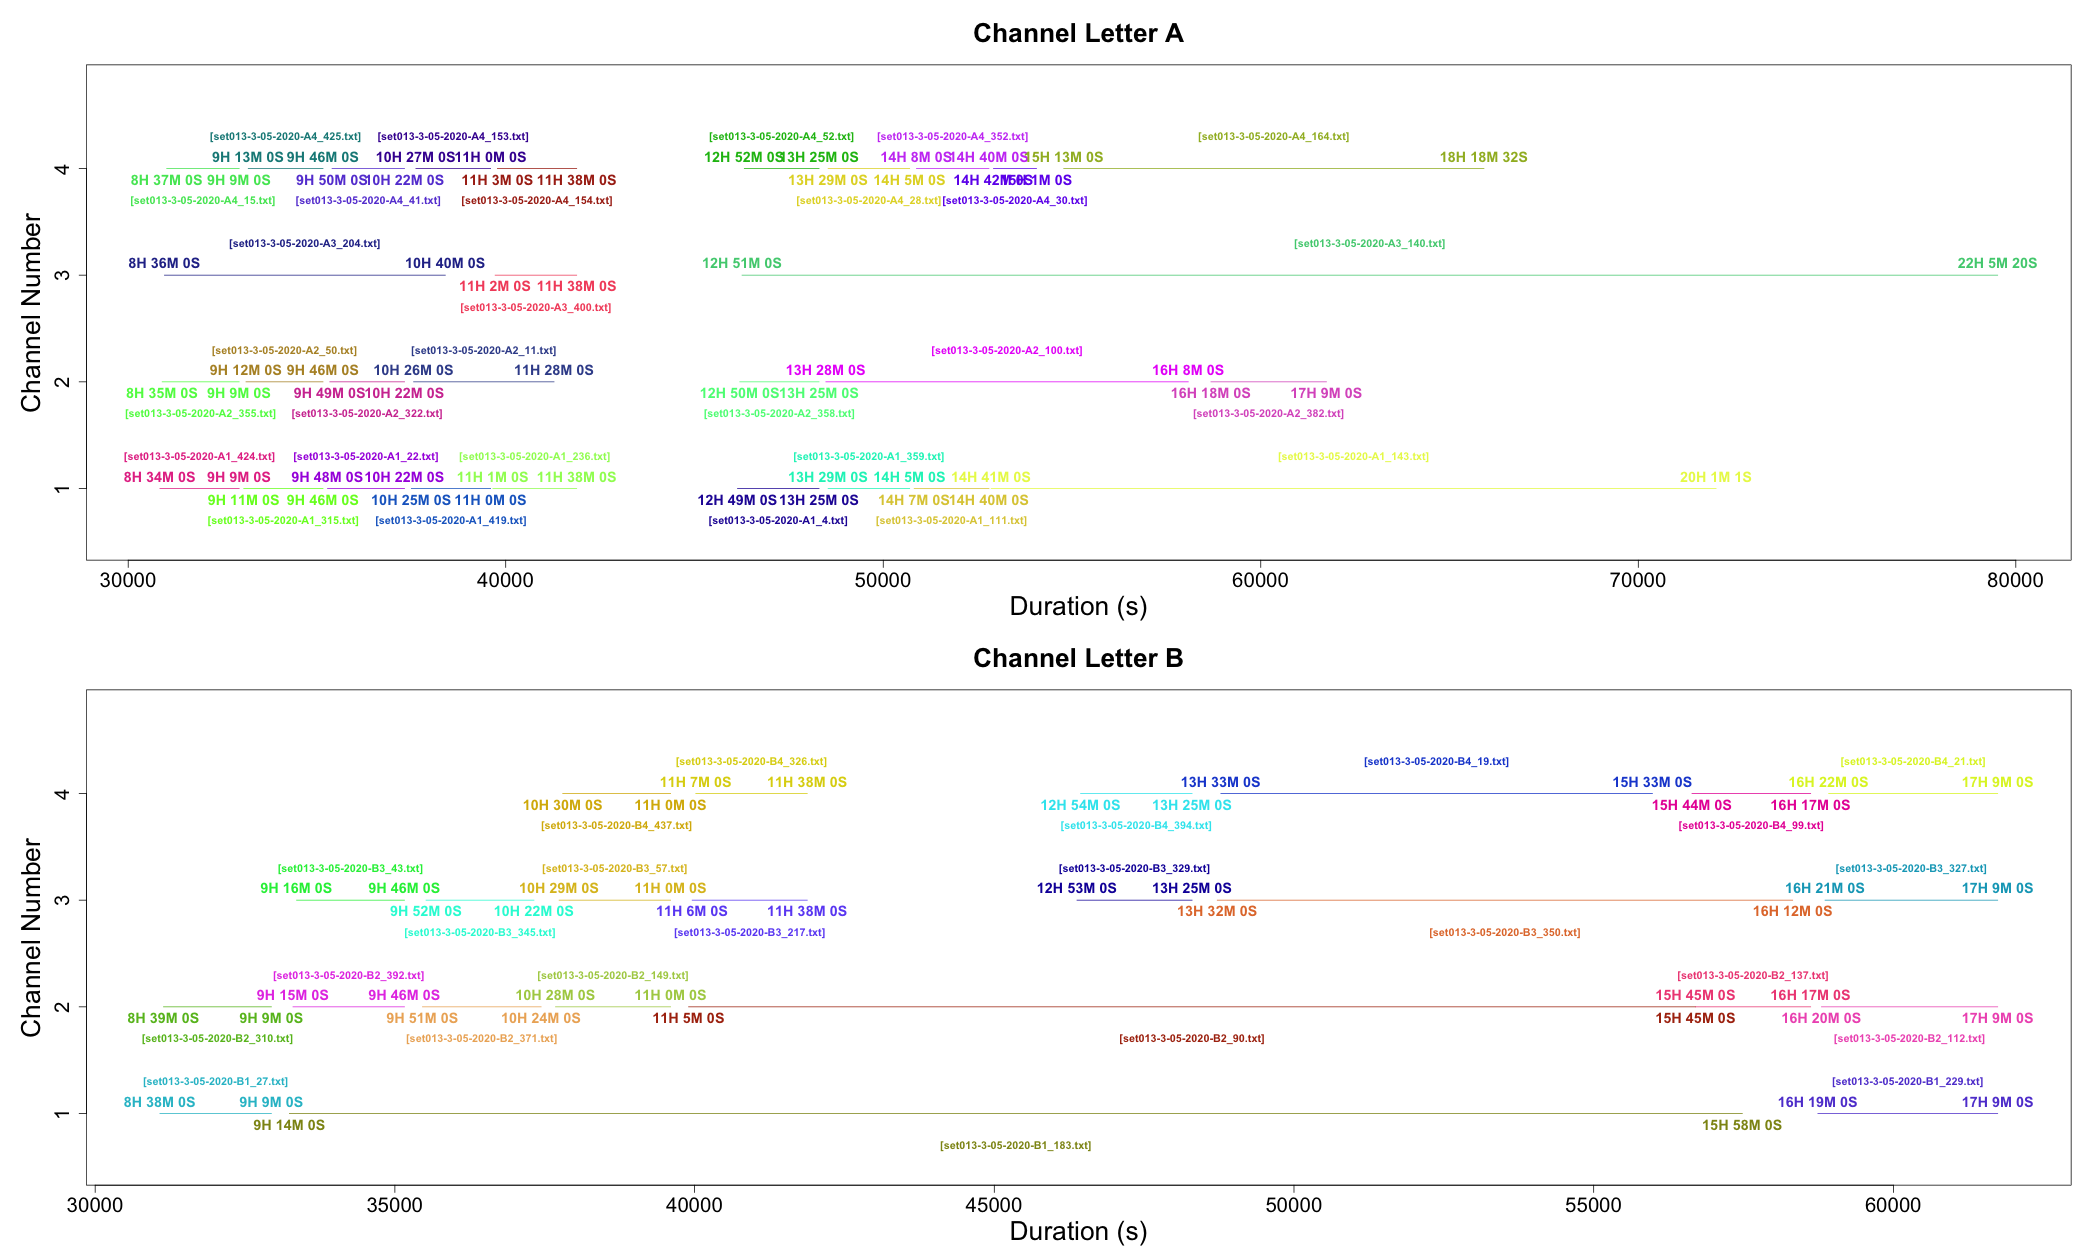 Channel Letter A
[set013-3-05-2020-A4_425.txt] [set013-3-05-2020-A4_153.txt] [set013-3-05-2020-A4_52.txt] [set013-3-05-2020-A4_352.txt] [set013-3-05-2020-A4_164.txt]
9H 13M 0S 9H 46M 0S 10H 27M 0S 11H 0M 0S 12H 52M 0S 13H 25M 0S 14H 8M 0S 14H 40M 0S 15H 13M 0S 18H 18M 32S
4
8H 37M 0S 9H 9M 0S 9H 50M 0S 10H 22M 0S 11H 3M 0S 11H 38M 0S 13H 29M 0S 14H 5M 0S 14H 42M 0S 15H 1M 0S
[set013-3-05-2020-A4_15.txt] [set013-3-05-2020-A4_41.txt] [set013-3-05-2020-A4_154.txt] [set013-3-05-2020-A4_28.txt] [set013-3-05-2020-A4_30.txt]
[set013-3-05-2020-A3_204.txt] [set013-3-05-2020-A3_140.txt]
8H 36M 0S 10H 40M 0S 12H 51M 0S 22H 5M 20S
3
11H 2M 0S 11H 38M 0S
[set013-3-05-2020-A3_400.txt]
Channel Number
[set013-3-05-2020-A2_50.txt] [set013-3-05-2020-A2_11.txt] [set013-3-05-2020-A2_100.txt]
9H 12M 0S 9H 46M 0S 10H 26M 0S 11H 28M 0S 13H 28M 0S 16H 8M 0S
2
8H 35M 0S 9H 9M 0S 9H 49M 0S 10H 22M 0S 12H 50M 0S 13H 25M 0S 16H 18M 0S 17H 9M 0S
[set013-3-05-2020-A2_355.txt] [set013-3-05-2020-A2_322.txt] [set013-3-05-2020-A2_358.txt] [set013-3-05-2020-A2_382.txt]
[set013-3-05-2020-A1_424.txt] [set013-3-05-2020-A1_22.txt] [set013-3-05-2020-A1_236.txt] [set013-3-05-2020-A1_359.txt] [set013-3-05-2020-A1_143.txt]
8H 34M 0S 9H 9M 0S 9H 48M 0S 10H 22M 0S 11H 1M 0S 11H 38M 0S 13H 29M 0S 14H 5M 0S 14H 41M 0S 20H 1M 1S
1
9H 11M 0S 9H 46M 0S 10H 25M 0S 11H 0M 0S 12H 49M 0S 13H 25M 0S 14H 7M 0S 14H 40M 0S
[set013-3-05-2020-A1_315.txt] [set013-3-05-2020-A1_419.txt] [set013-3-05-2020-A1_4.txt] [set013-3-05-2020-A1_111.txt]
30000 40000 50000 60000 70000 80000
Duration (s)
Channel Letter B
[set013-3-05-2020-B4_326.txt] [set013-3-05-2020-B4_19.txt] [set013-3-05-2020-B4_21.txt]
11H 7M 0S 11H 38M 0S 13H 33M 0S 15H 33M 0S 16H 22M 0S 17H 9M 0S
4
10H 30M 0S 11H 0M 0S 12H 54M 0S 13H 25M 0S 15H 44M 0S 16H 17M 0S
[set013-3-05-2020-B4_437.txt] [set013-3-05-2020-B4_394.txt] [set013-3-05-2020-B4_99.txt]
[set013-3-05-2020-B3_43.txt] [set013-3-05-2020-B3_57.txt] [set013-3-05-2020-B3_329.txt] [set013-3-05-2020-B3_327.txt]
9H 16M 0S 9H 46M 0S 10H 29M 0S 11H 0M 0S 12H 53M 0S 13H 25M 0S 16H 21M 0S 17H 9M 0S
3
9H 52M 0S 10H 22M 0S 11H 6M 0S 11H 38M 0S 13H 32M 0S 16H 12M 0S
[set013-3-05-2020-B3_345.txt] [set013-3-05-2020-B3_217.txt] [set013-3-05-2020-B3_350.txt]
Channel Number
[set013-3-05-2020-B2_392.txt] [set013-3-05-2020-B2_149.txt] [set013-3-05-2020-B2_137.txt]
9H 15M 0S 9H 46M 0S 10H 28M 0S 11H 0M 0S 15H 45M 0S 16H 17M 0S
2
8H 39M 0S 9H 9M 0S 9H 51M 0S 10H 24M 0S 11H 5M 0S 15H 45M 0S 16H 20M 0S 17H 9M 0S
[set013-3-05-2020-B2_310.txt] [set013-3-05-2020-B2_371.txt] [set013-3-05-2020-B2_90.txt] [set013-3-05-2020-B2_112.txt]
[set013-3-05-2020-B1_27.txt] [set013-3-05-2020-B1_229.txt]
8H 38M 0S 9H 9M 0S 16H 19M 0S 17H 9M 0S
1
9H 14M 0S 15H 58M 0S
[set013-3-05-2020-B1_183.txt]
30000 35000 40000 45000 50000 55000 60000
Duration (s)